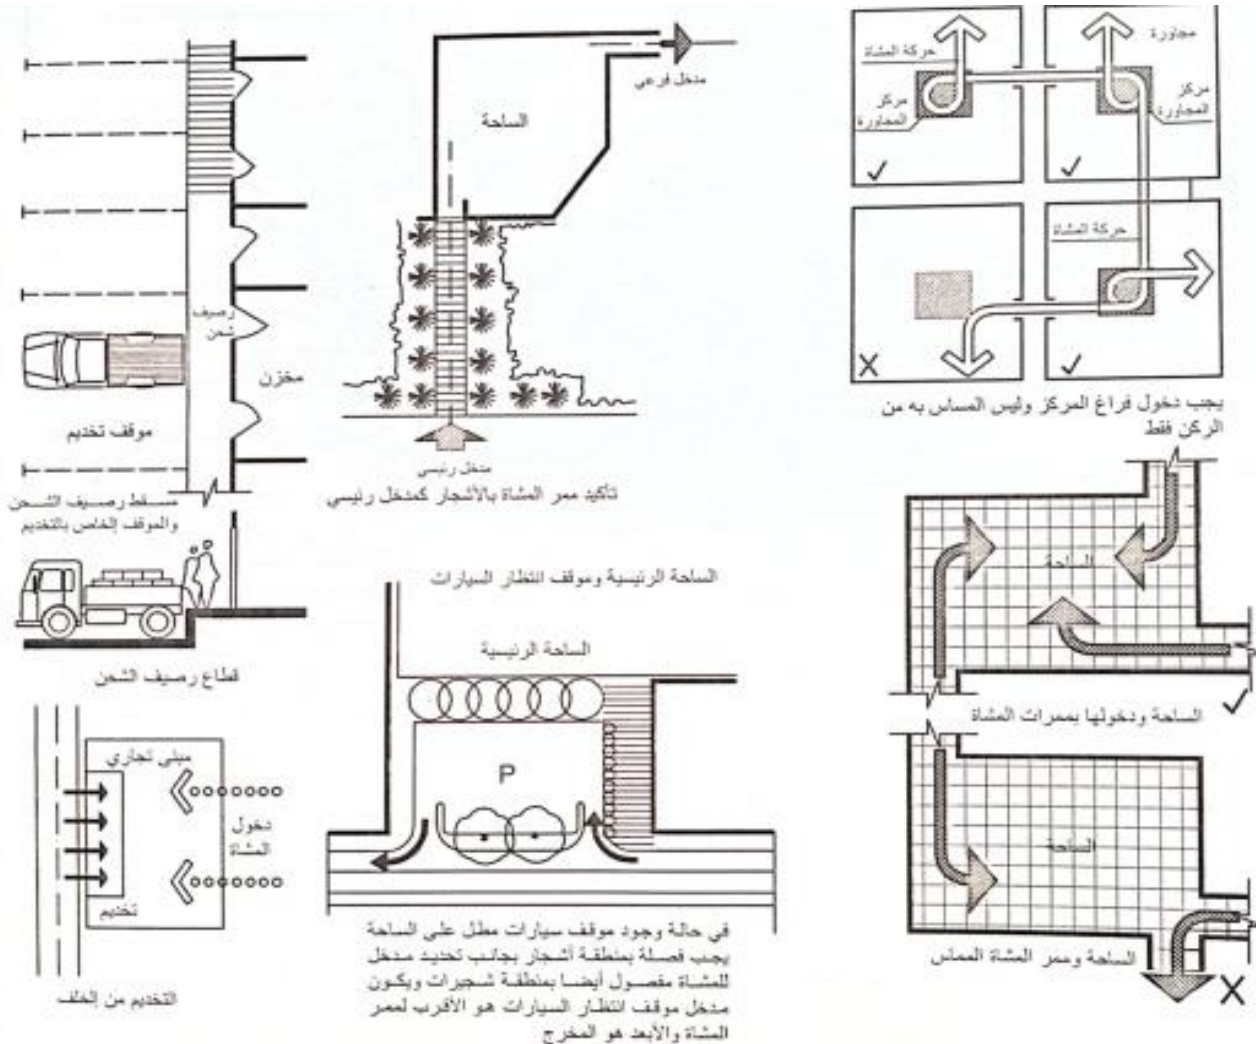 حركة المشاة
مركز
المجاورة
مجاورة
مركز
المجاورة
حركة المشاة
يجب دخول فراغ المركز وليس المساس به من
الركن فقط
الساحة
مدخل فرعي
مدخل رئيسي
تأكيد ممر المشاة بالأشجار كمدخل رئيسي
رصيف
شحن
مخزن
موقف تخديم
مسقط رصيف الشحن
والموقف الخاص بالتخديم
قطاع رصيف الشحن
الساحة
الساحة ودخولها بممرات المشاة
الساحة
الساحة وممر المشاة المماس
الساحة الرئيسية وموقف انتظار السيارات
الساحة الرئيسية
P
في حالة وجود موقف سيارات مطل على الساحة
يجب فصلة بمنطقة أشجار بجانب تحديد مدخل
للمشاة مفصول أيضا بمنطقة شجيرات ويكون
مدخل موقف انتظار السيارات هو الأقرب لممر
المشاة والأبعد هو المخرج
مبنى تجاري
دخول
المشاة
تخديم
التخديم من الخلف